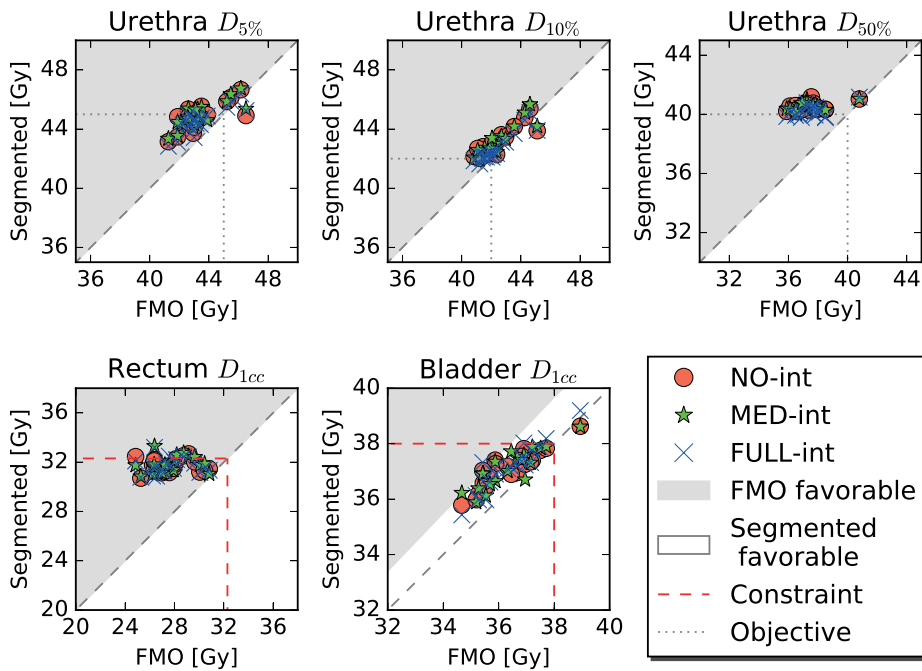 Urethra D5%
Urethra D10%
Urethra D50%
Segmented [Gy]
48
44
40
36
36 40 44 48
FMO [Gy]
Segmented [Gy]
48
44
40
36
36 40 44 48
FMO [Gy]
Segmented [Gy]
44
40
36
32
32 36 40 44
FMO [Gy]
Rectum D1cc
Bladder D1cc
Segmented [Gy]
36
32
28
24
20
20 24 28 32 36
FMO [Gy]
Segmented [Gy]
40
38
36
34
32
32 34 36 38 40
FMO [Gy]
NO-int
MED-int
FULL-int
FMO favorable
Segmented
favorable
Constraint
Objective